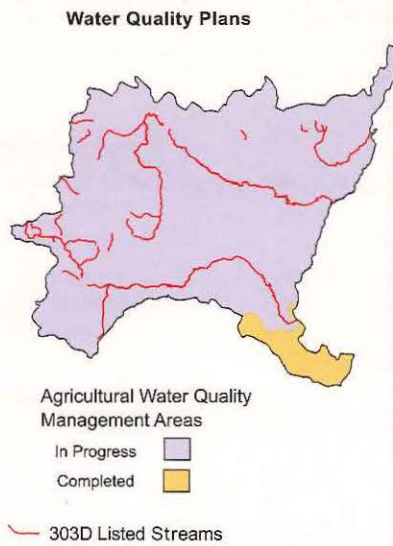 Water Quality Plans
Agricultural Water Quality
Management Areas
In Progress
Completed
303D Listed Streams